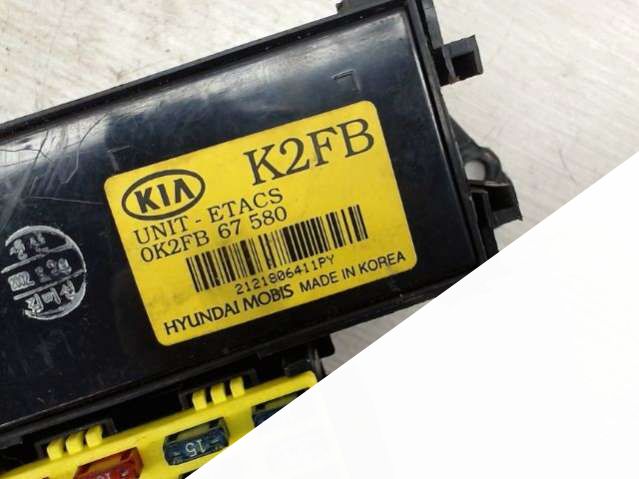 K2FB
KIA
UNIT - ETACS
0K2FB 67 580
2121806411PY
HYUNDAI MOBIS MADE IN KOREA
15